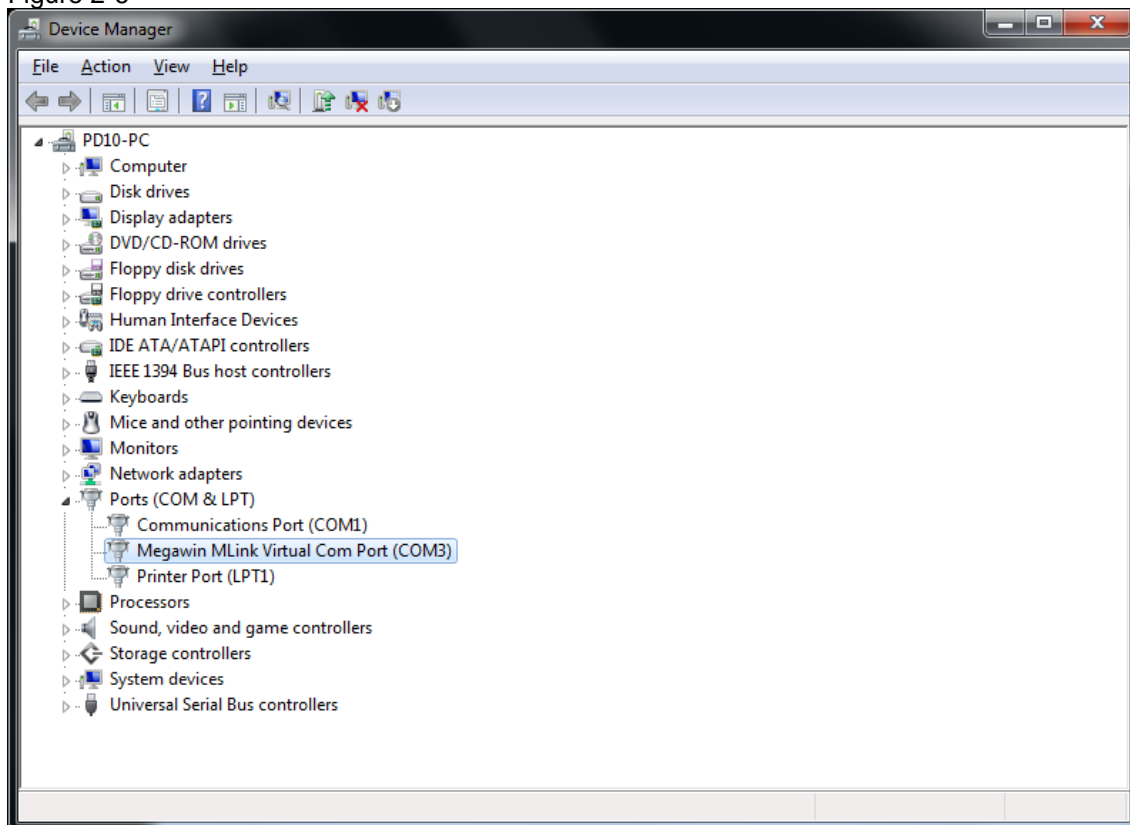 Device Manager
File Action View Help
PD10-PC
Computer
Disk drives
Display adapters
DVD/CD-ROM drives
Floppy disk drives
Floppy drive controllers
Human Interface Devices
IDE ATA/ATAPI controllers
IEEE 1394 Bus host controllers
Keyboards
Mice and other pointing devices
Monitors
Network adapters
Ports (COM & LPT)
Communications Port (COM1)
Megawin MLink Virtual Com Port (COM3)
Printer Port (LPT1)
Processors
Sound, video and game controllers
Storage controllers
System devices
Universal Serial Bus controllers